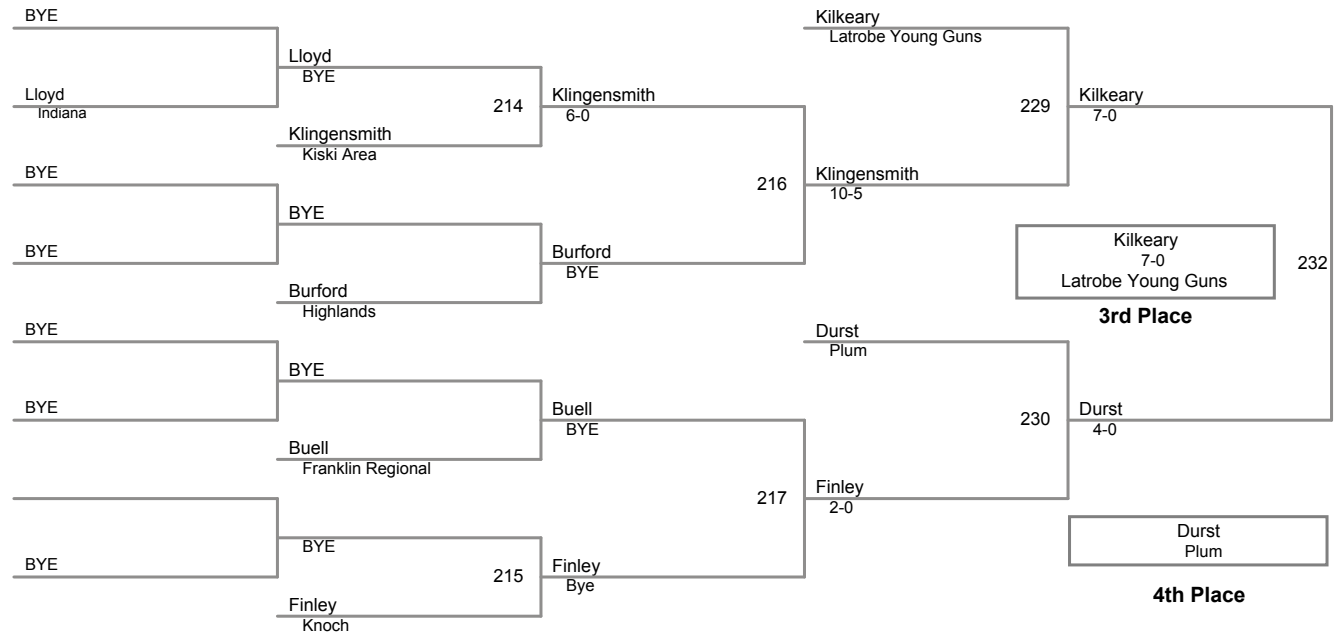 BYE
Lloyd
Indiana
BYE
BYE
BYE
BYE
BYE
Lloyd
BYE
Klingensmith
Kiski Area
BYE
Burford
Highlands
BYE
Buell
Franklin Regional
BYE
Finley
Knoch
214
215
Klingensmith
6-0
Burford
BYE
Buell
BYE
Finley
Bye
216
217
Kilkeary
Latrobe Young Guns
Klingensmith
10-5
Durst
Plum
Finley
2-0
229
230
Kilkeary
7-0
Durst
4-0
232
Kilkeary
7-0
Latrobe Young Guns
3rd Place
Durst
Plum
4th Place